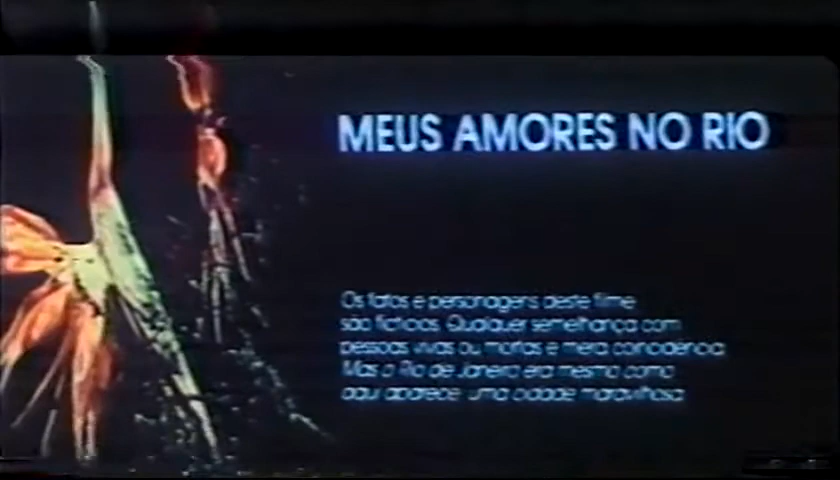 MEUS AMORES NO RIO
Os fatos e personagens deste filme
são fictícios. Qualquer semelhança com
pessoas vivas ou mortas e mera coincidência.
Mas o Rio de Janeiro era mesmo como
aqui aparece: uma cidade maravilhosa.